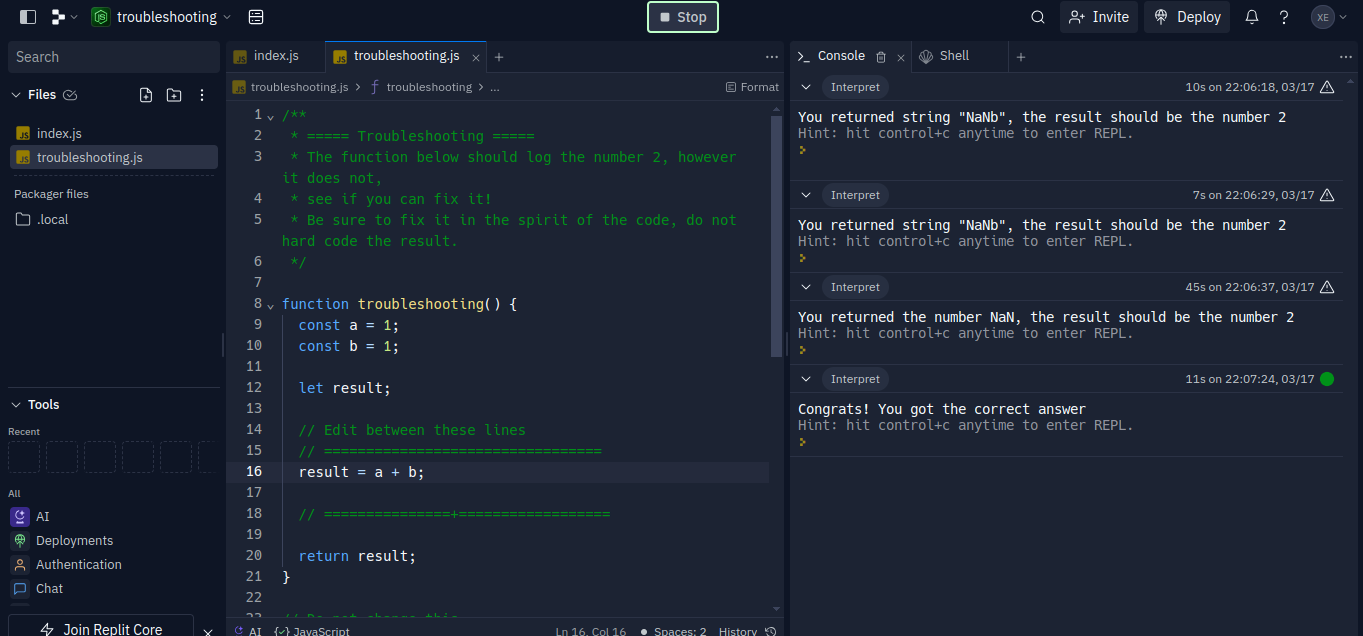 troubleshooting
Stop
Invite
Deploy
XE
Search
Files
index.js
troubleshooting.js
Packager files
.local
Tools
Recent
All
AI
Deployments
Authentication
Chat
Join Replit Core
index.js
troubleshooting.js
troubleshooting.js > troubleshooting > ...
Format
1 /**
2 * ===== Troubleshooting =====
3 * The function below should log the number 2, however
it does not,
4 * see if you can fix it!
5 * Be sure to fix it in the spirit of the code, do not
hard code the result.
6 */
7
8 function troubleshooting() {
9 const a = 1;
10 const b = 1;
11
12 let result;
13
14 // Edit between these lines
15 // =================================
16 result = a + b;
17
18 // ===============+==================
19
20 return result;
21 }
22
23 // Do not change this
AI
JavaScript
Ln 16, Col 16
Spaces: 2
History
Console
Shell
Interpret
10s on 22:06:18, 03/17
You returned string "NaNb", the result should be the number 2
Hint: hit control+c anytime to enter REPL.
Interpret
7s on 22:06:29, 03/17
You returned string "NaNb", the result should be the number 2
Hint: hit control+c anytime to enter REPL.
Interpret
45s on 22:06:37, 03/17
You returned the number NaN, the result should be the number 2
Hint: hit control+c anytime to enter REPL.
Interpret
11s on 22:07:24, 03/17
Congrats! You got the correct answer
Hint: hit control+c anytime to enter REPL.